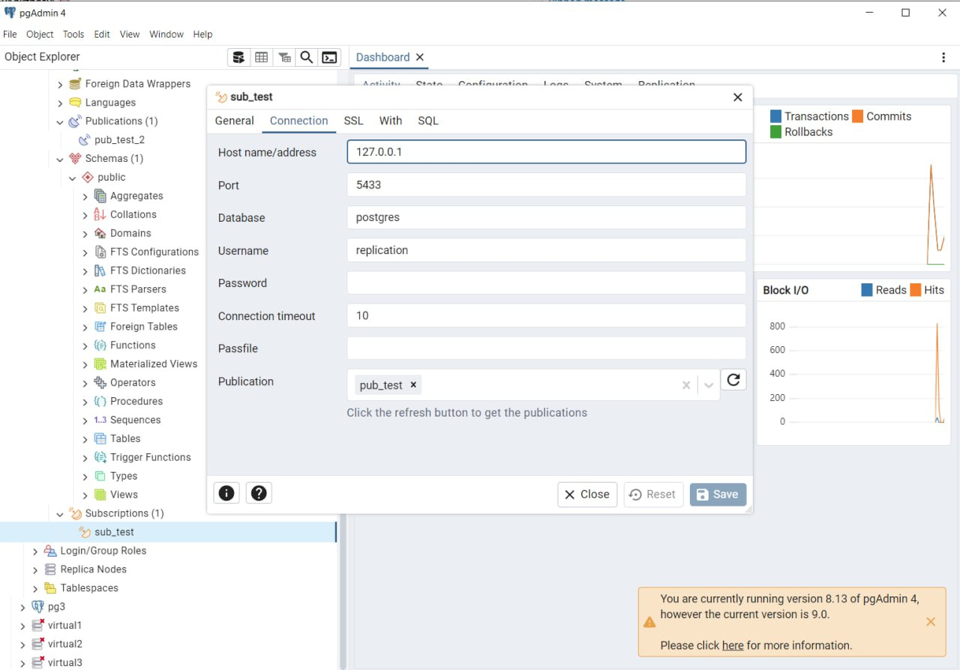 pgAdmin 4
File Object Tools Edit View Window Help
Object Explorer
Dashboard
Activity State Configuration Logs System Replication
Foreign Data Wrappers
Languages
Publications (1)
pub_test_2
Schemas (1)
public
Aggregates
Collations
Domains
FTS Configurations
FTS Dictionaries
Aa FTS Parsers
FTS Templates
Foreign Tables
Functions
Materialized Views
Operators
Procedures
1..3 Sequences
Tables
Trigger Functions
Types
Views
Subscriptions (1)
sub_test
Login/Group Roles
Replica Nodes
Tablespaces
pg3
virtual1
virtual2
virtual3
sub_test
General Connection SSL With SQL
Host name/address 127.0.0.1
Port 5433
Database postgres
Username replication
Password
Connection timeout 10
Passfile
Publication pub_test
Click the refresh button to get the publications
Close Reset Save
Transactions Commits
Rollbacks
Block I/O Reads Hits
800
600
400
200
0
You are currently running version 8.13 of pgAdmin 4,
however the current version is 9.0.
Please click here for more information.